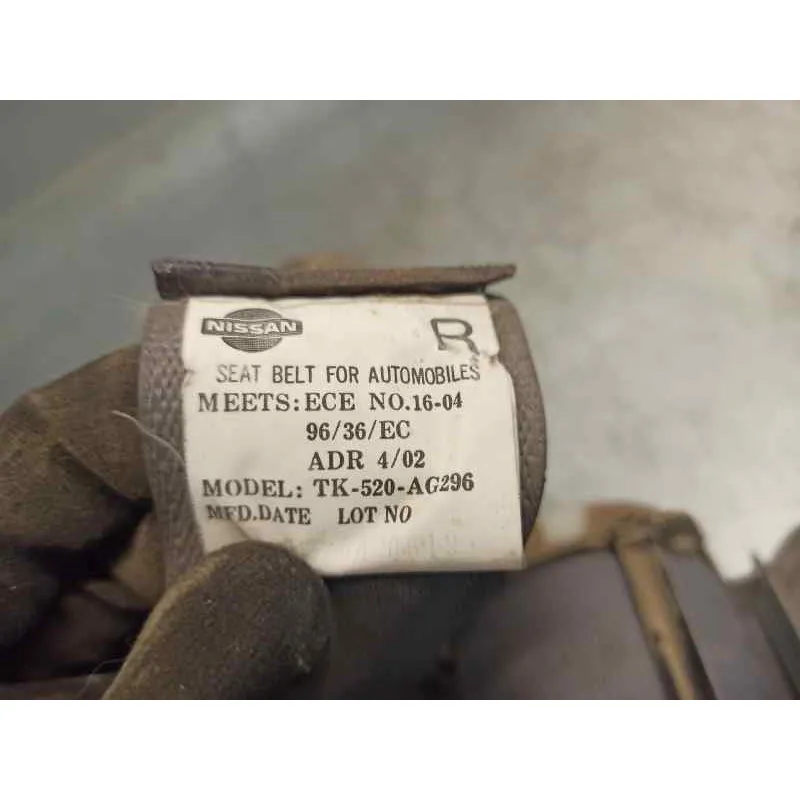 NISSAN R
SEAT BELT FOR AUTOMOBILES
MEETS: ECE NO.16-04
96/36/EC
ADR 4/02
MODEL: TK-520-AG296
MFD.DATE LOT NO